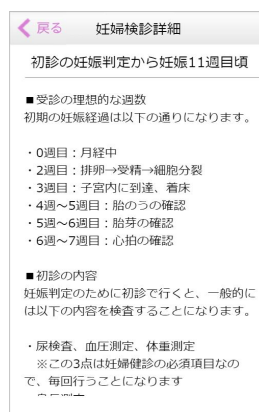 戻る 妊婦検診詳細
初診の妊娠判定から妊娠11週目頃
■受診の理想的な週数
初期の妊娠経過は以下の通りになります。
・0週目：月経中
・2週目：排卵→受精→細胞分裂
・3週目：子宮内に到達、着床
・4週～5週目：胎のうの確認
・5週～6週目：胎芽の確認
・6週～7週目：心拍の確認
■初診の内容
妊娠判定のために初診で行くと、一般的に
は以下の内容を検査することになります。
・尿検査、血圧測定、体重測定
※この3点は妊婦健診の必須項目なの
で、毎回行うことになります